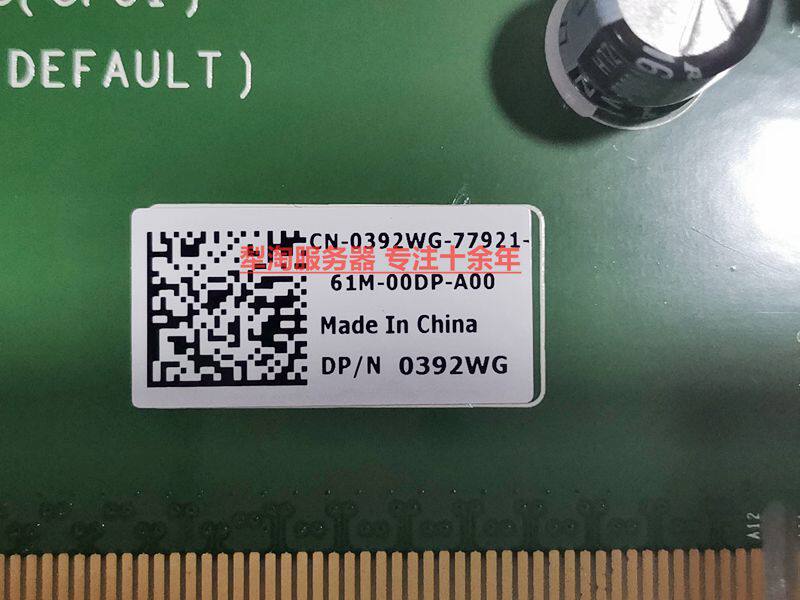 DEFAULT)
CN-0392WG-77921-
犁淘服务器 专注十余年
61M-00DP-A00
Made In China
DP/N 0392WG
A12